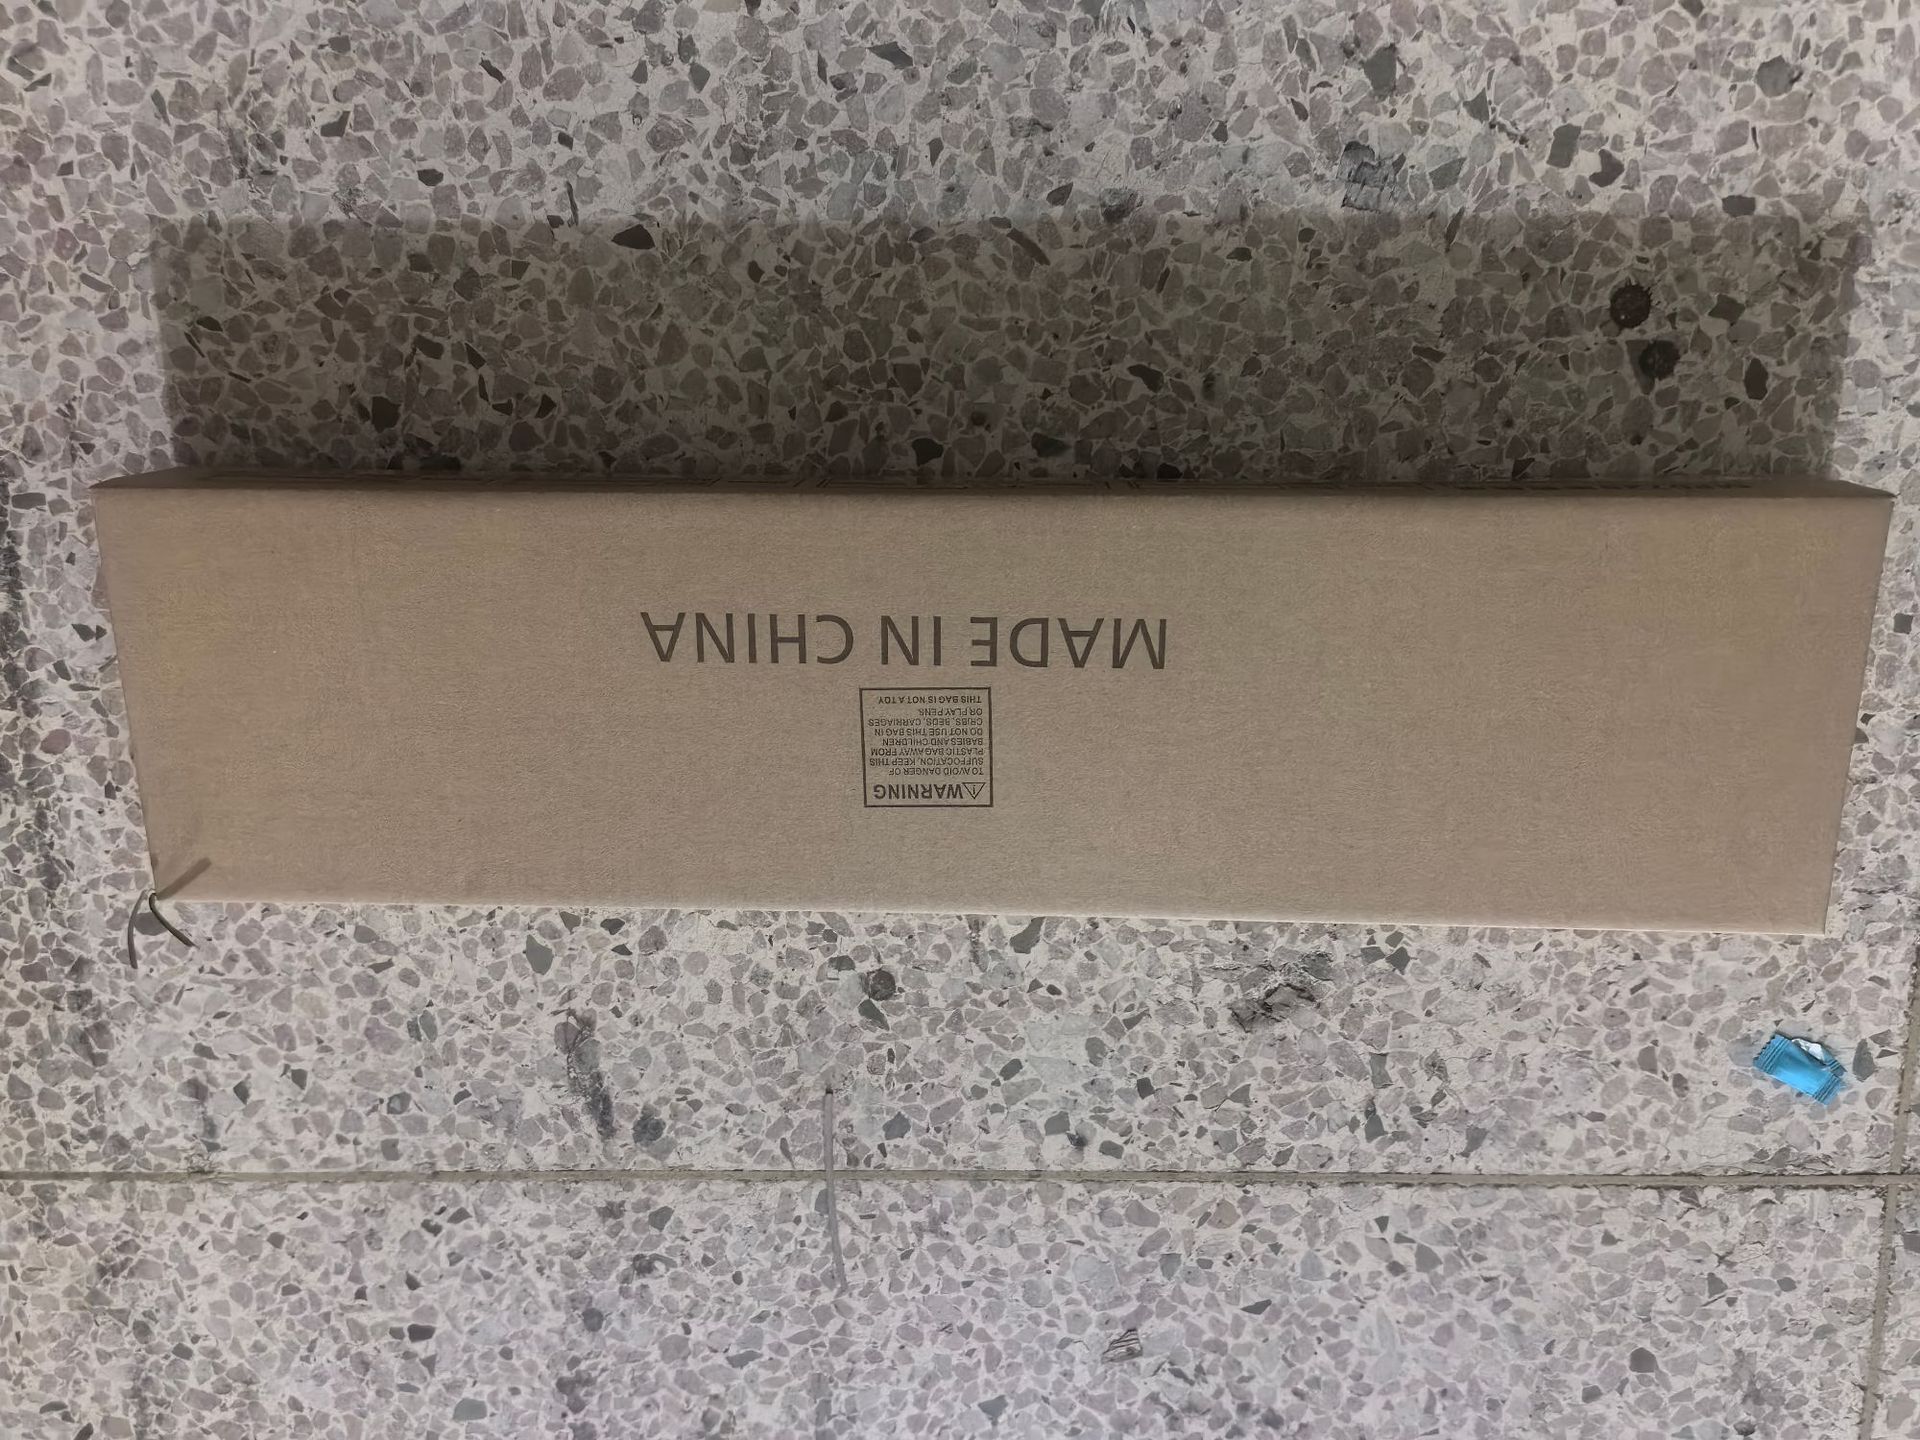 ⚠WARNING
TO AVOID DANGER OF
SUFFOCATION, KEEP THIS
PLASTIC BAG AWAY FROM
BABIES AND CHILDREN
DO NOT USE THIS BAG IN
CRIBS, BEDS, CARRIAGES
OR PLAY PENS.
THIS BAG IS NOT A TOY.
MADE IN CHINA